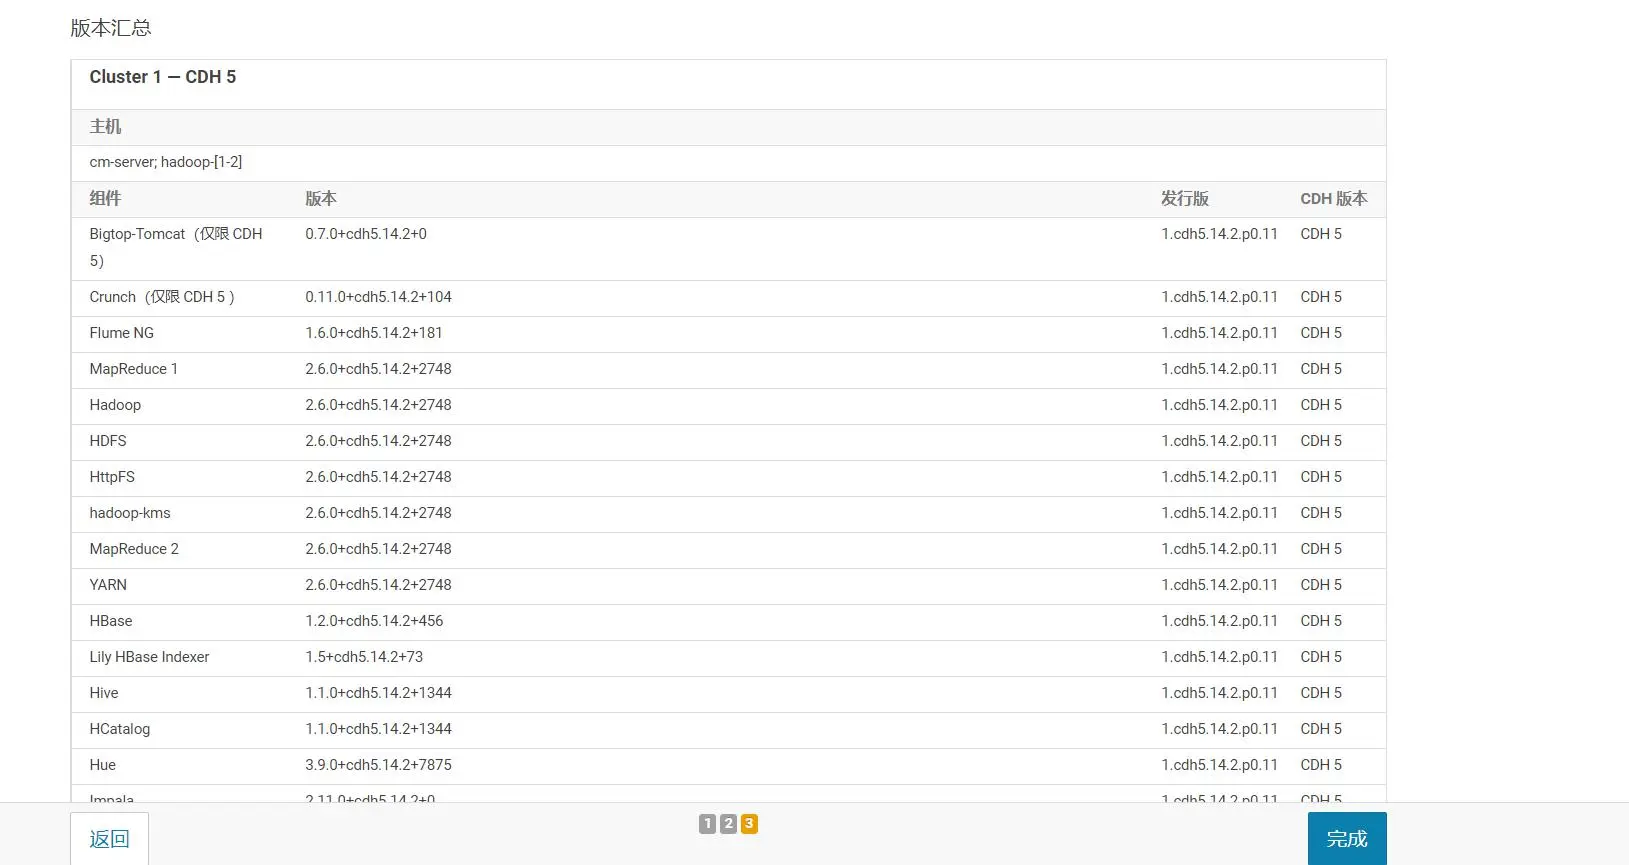 版本汇总
Cluster 1 — CDH 5
主机
cm-server; hadoop-[1-2]
组件 版本 发行版 CDH 版本
Bigtop-Tomcat（仅限 CDH 0.7.0+cdh5.14.2+0 1.cdh5.14.2.p0.11 CDH 5
5）
Crunch（仅限 CDH 5 ） 0.11.0+cdh5.14.2+104 1.cdh5.14.2.p0.11 CDH 5
Flume NG 1.6.0+cdh5.14.2+181 1.cdh5.14.2.p0.11 CDH 5
MapReduce 1 2.6.0+cdh5.14.2+2748 1.cdh5.14.2.p0.11 CDH 5
Hadoop 2.6.0+cdh5.14.2+2748 1.cdh5.14.2.p0.11 CDH 5
HDFS 2.6.0+cdh5.14.2+2748 1.cdh5.14.2.p0.11 CDH 5
HttpFS 2.6.0+cdh5.14.2+2748 1.cdh5.14.2.p0.11 CDH 5
hadoop-kms 2.6.0+cdh5.14.2+2748 1.cdh5.14.2.p0.11 CDH 5
MapReduce 2 2.6.0+cdh5.14.2+2748 1.cdh5.14.2.p0.11 CDH 5
YARN 2.6.0+cdh5.14.2+2748 1.cdh5.14.2.p0.11 CDH 5
HBase 1.2.0+cdh5.14.2+456 1.cdh5.14.2.p0.11 CDH 5
Lily HBase Indexer 1.5+cdh5.14.2+73 1.cdh5.14.2.p0.11 CDH 5
Hive 1.1.0+cdh5.14.2+1344 1.cdh5.14.2.p0.11 CDH 5
HCatalog 1.1.0+cdh5.14.2+1344 1.cdh5.14.2.p0.11 CDH 5
Hue 3.9.0+cdh5.14.2+7875 1.cdh5.14.2.p0.11 CDH 5
Impala 2.11.0+cdh5.14.2+0 1.cdh5.14.2.p0.11 CDH 5
返回 1 2 3 完成